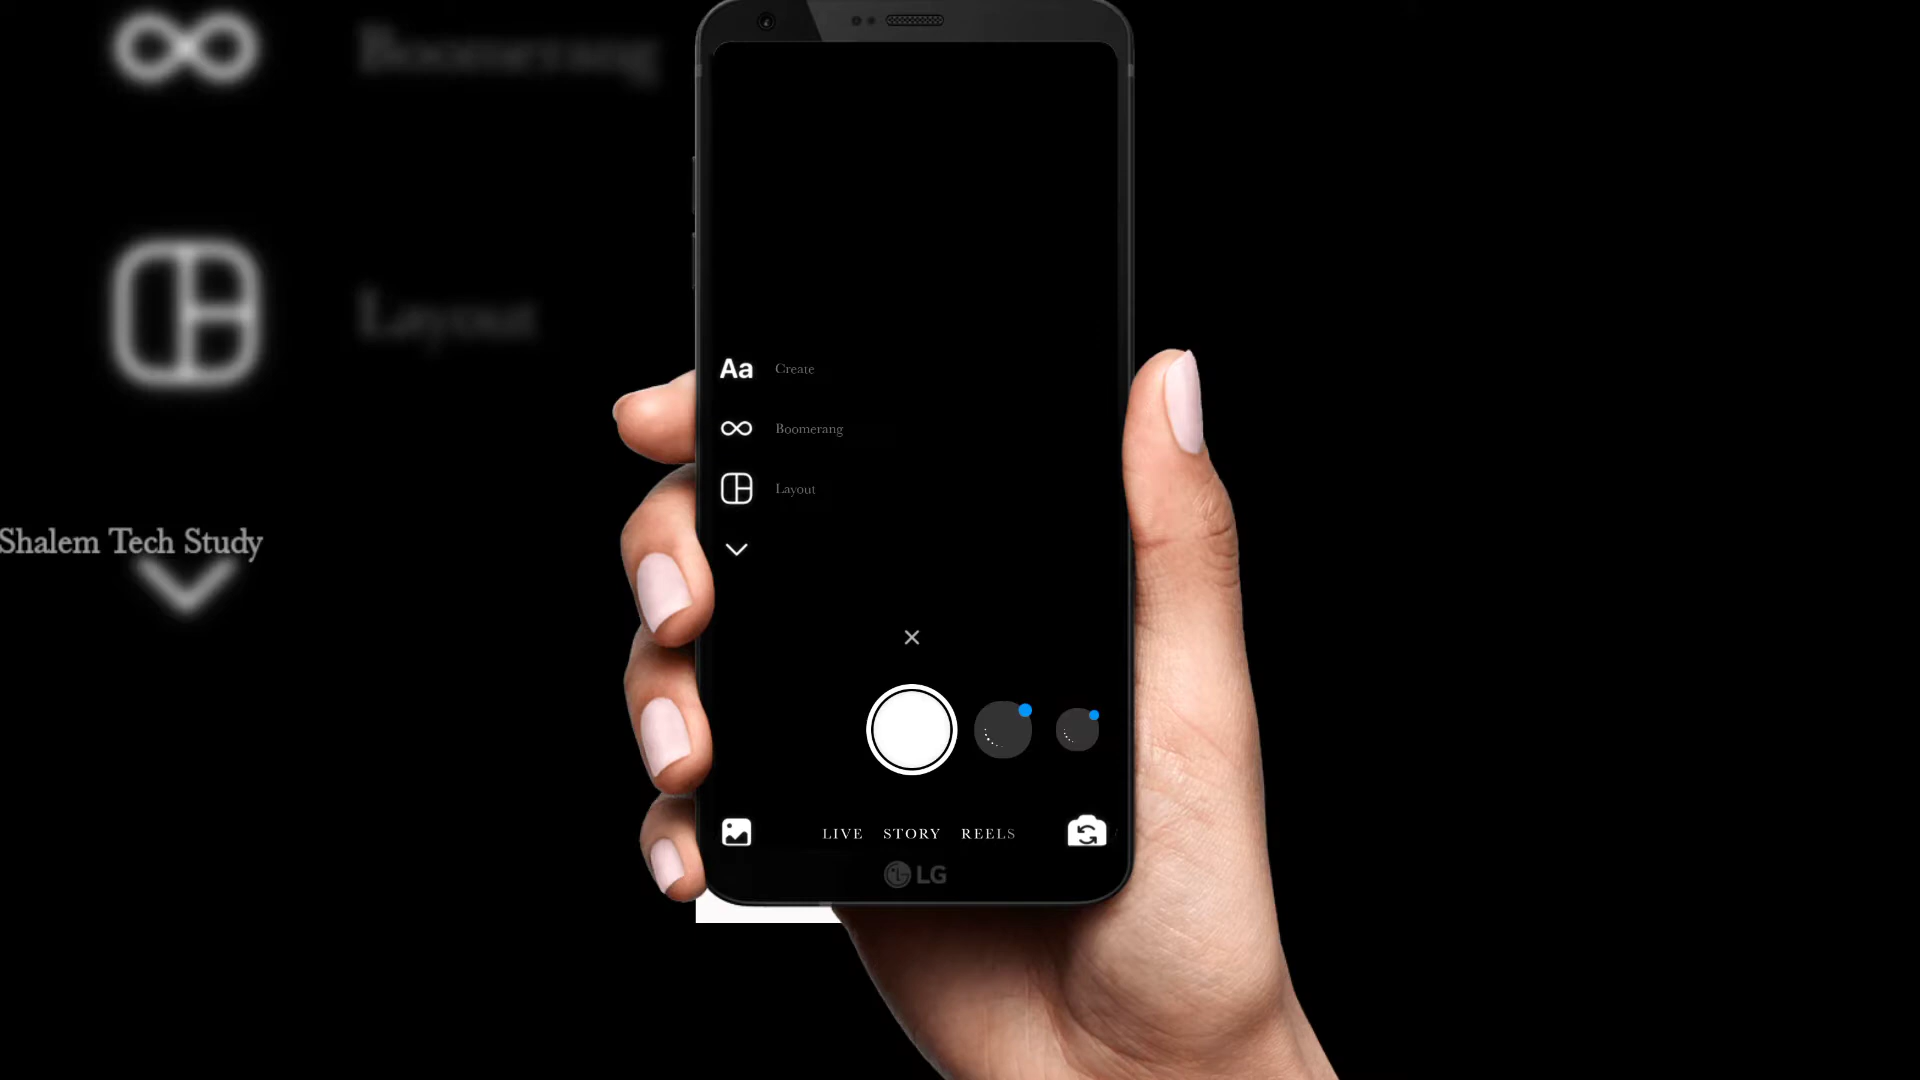 Boomerang
Layout
Shalem Tech Study
Aa Create
Boomerang
Layout
LIVE STORY REELS
LG